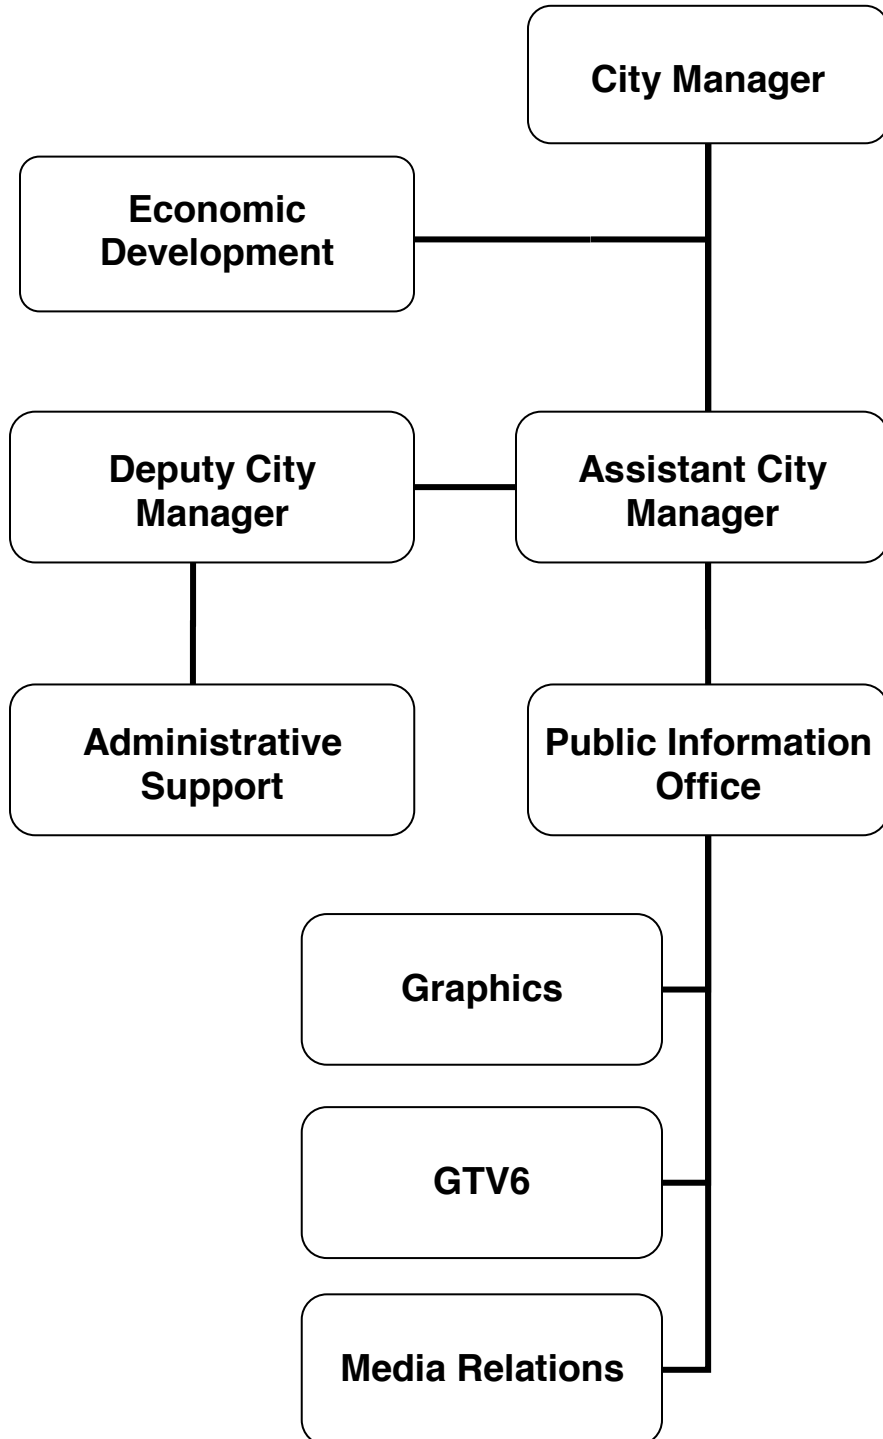 City Manager
Economic
Development
Deputy City
Manager
Assistant City
Manager
Administrative
Support
Public Information
Office
Graphics
GTV6
Media Relations